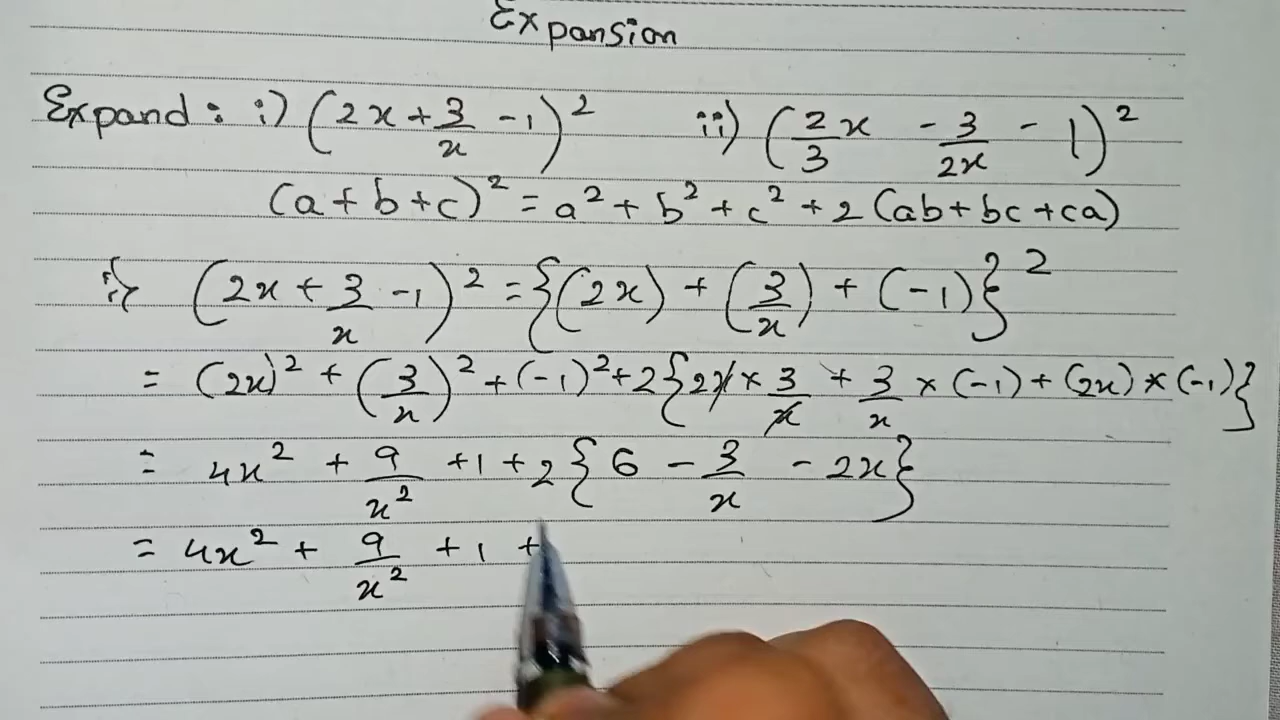 Expansion
Expand: i) (2x + 3/x - 1)² ii) (2/3 x - 3/2x - 1)²
(a + b + c)² = a² + b² + c² + 2 (ab + bc + ca)
i) (2x + 3/x - 1)² = {(2x) + (3/x) + (-1)}²
= (2x)² + (3/x)² + (-1)² + 2{2x × 3/x + 3/x × (-1) + (2x) × (-1)}
= 4x² + 9/x² + 1 + 2{6 - 3/x - 2x}
= 4x² + 9/x² + 1 +